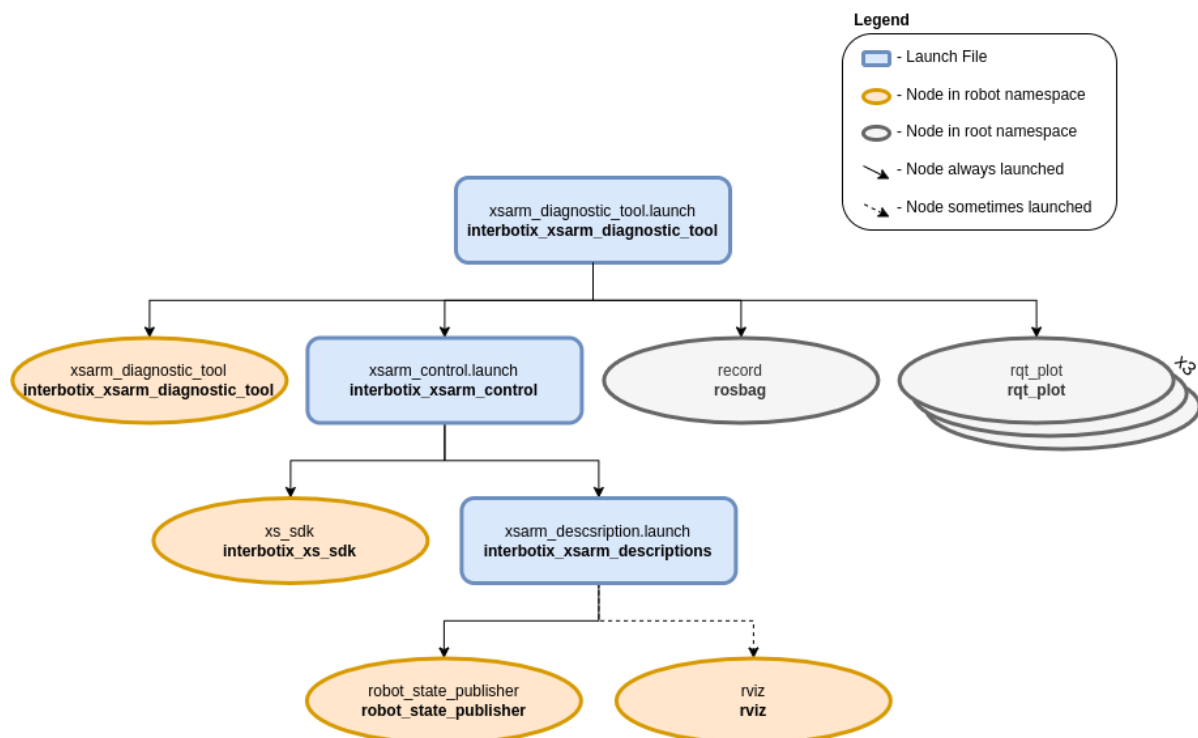 Legend
- Launch File
- Node in robot namespace
- Node in root namespace
- Node always launched
- Node sometimes launched
xsarm_diagnostic_tool.launch
interbotix_xsarm_diagnostic_tool
xsarm_diagnostic_tool
interbotix_xsarm_diagnostic_tool
xsarm_control.launch
interbotix_xsarm_control
record
rosbag
rqt_plot
rqt_plot
x3
xs_sdk
interbotix_xs_sdk
xsarm_descsription.launch
interbotix_xsarm_descriptions
robot_state_publisher
robot_state_publisher
rviz
rviz